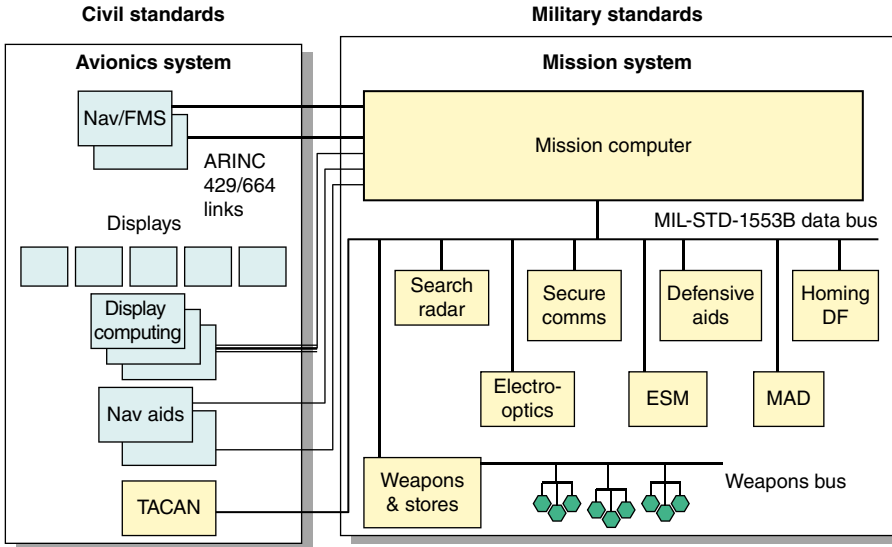 Civil standards
Military standards
Avionics system
Mission system
Nav/FMS
ARINC
429/664
links
Mission computer
MIL-STD-1553B data bus
Displays
Display
computing
Nav aids
TACAN
Search
radar
Secure
comms
Defensive
aids
Homing
DF
Electro-
optics
ESM
MAD
Weapons
& stores
Weapons bus